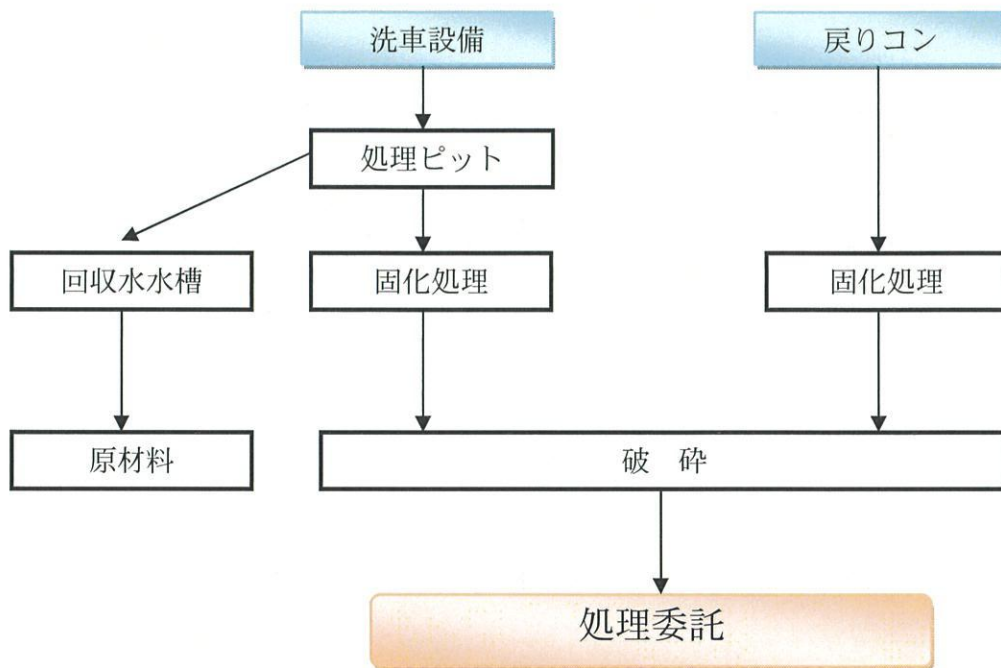 洗車設備
戻りコン
処理ピット
回収水水槽
固化処理
固化処理
原材料
破　砕
処理委託